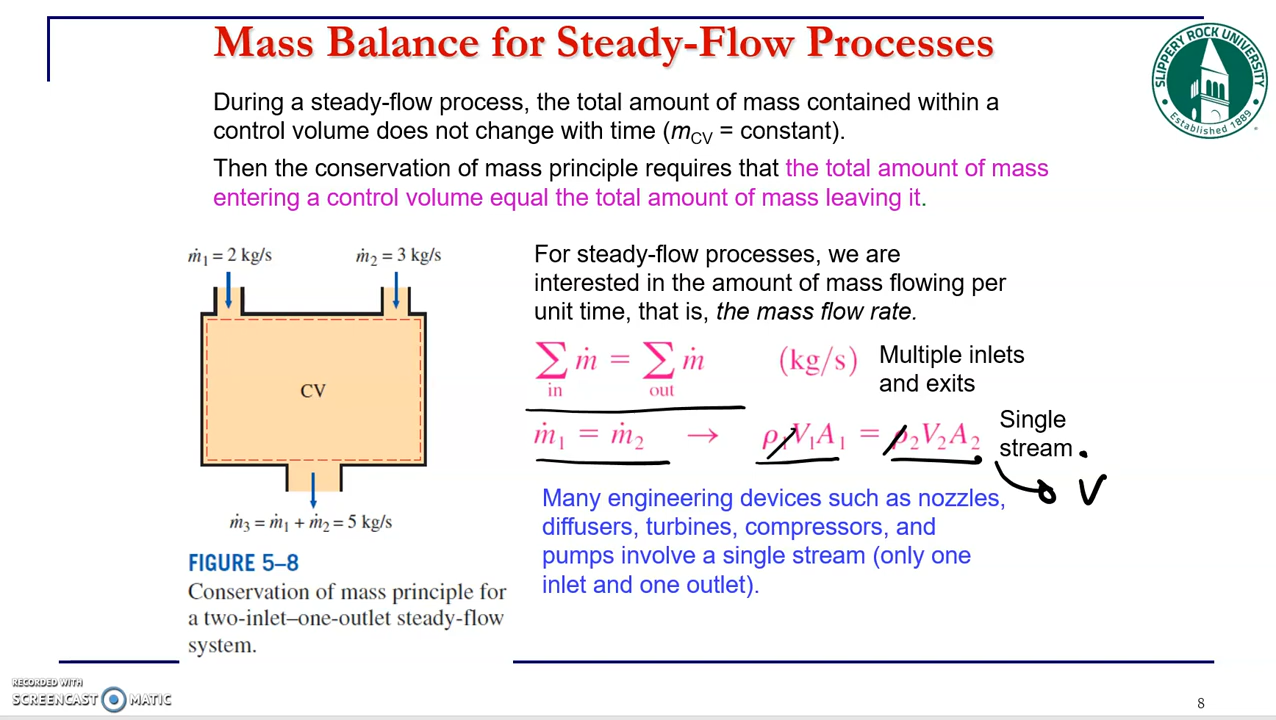 Mass Balance for Steady-Flow Processes
SLIPPERY ROCK UNIVERSITY
Established 1889
During a steady-flow process, the total amount of mass contained within a
control volume does not change with time (mCV = constant).
Then the conservation of mass principle requires that the total amount of mass
entering a control volume equal the total amount of mass leaving it.
ṁ1 = 2 kg/s
ṁ2 = 3 kg/s
CV
ṁ3 = ṁ1 + ṁ2 = 5 kg/s
FIGURE 5–8
Conservation of mass principle for
a two-inlet–one-outlet steady-flow
system.
For steady-flow processes, we are
interested in the amount of mass flowing per
unit time, that is, the mass flow rate.
∑in ṁ = ∑out ṁ (kg/s)
Multiple inlets
and exits
ṁ1 = ṁ2 → ρ1V1A1 = ρ2V2A2
Single
stream
V
Many engineering devices such as nozzles,
diffusers, turbines, compressors, and
pumps involve a single stream (only one
inlet and one outlet).
RECORDED WITH
SCREENCAST MATIC
8